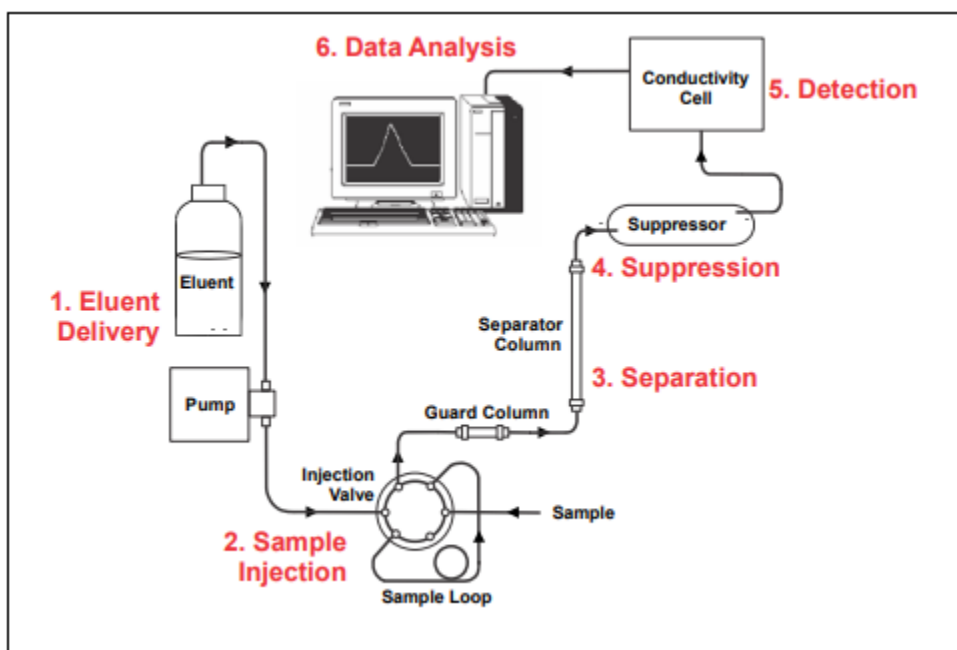 6. Data Analysis
Conductivity
Cell
5. Detection
Suppressor
4. Suppression
Eluent
1. Eluent
Delivery
Separator
Column
3. Separation
Pump
Guard Column
Injection
Valve
Sample
2. Sample
Injection
Sample Loop